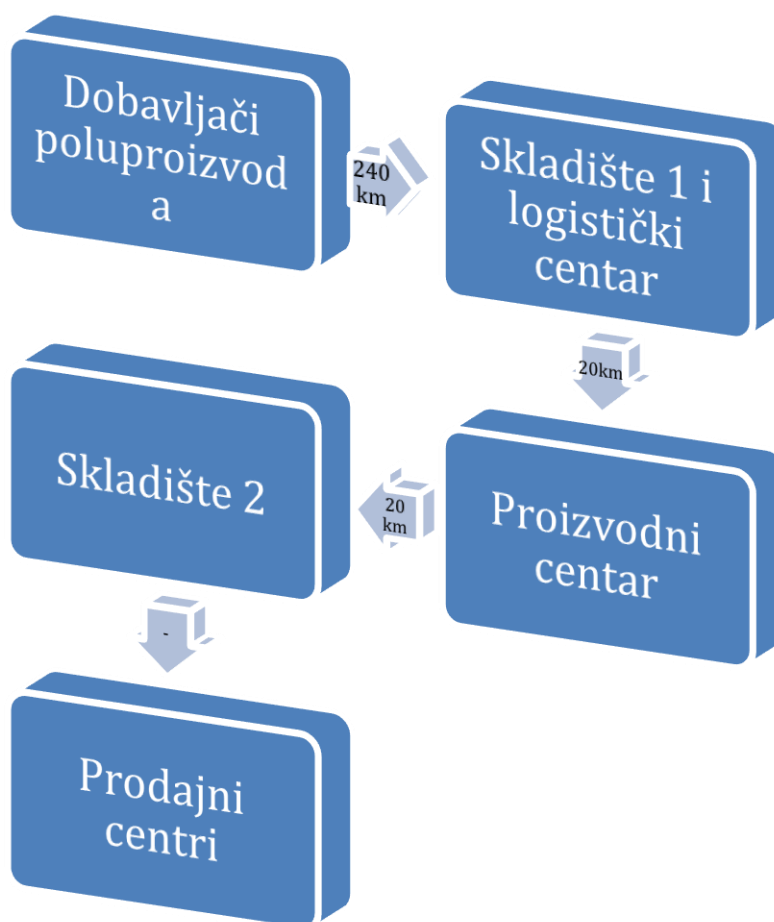 Dobavljači
poluproizvod
a
240
km
Skladište 1 i
logistički
centar
20km
Proizvodni
centar
20
km
Skladište 2
-
Prodajni
centri